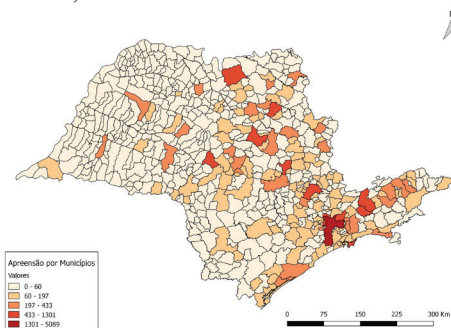 Apreensão por Municípios
Valores
0 - 60
60 - 197
197 - 433
433 - 1301
1301 - 5089
0 75 150 225 300 Km